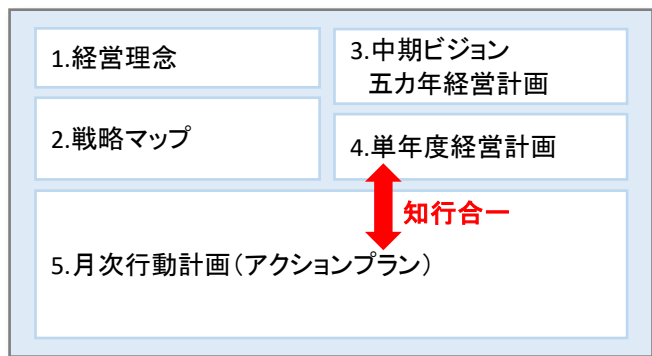 1.経営理念
2.戦略マップ
3.中期ビジョン
五カ年経営計画
4.単年度経営計画
知行合一
5.月次行動計画(アクションプラン)